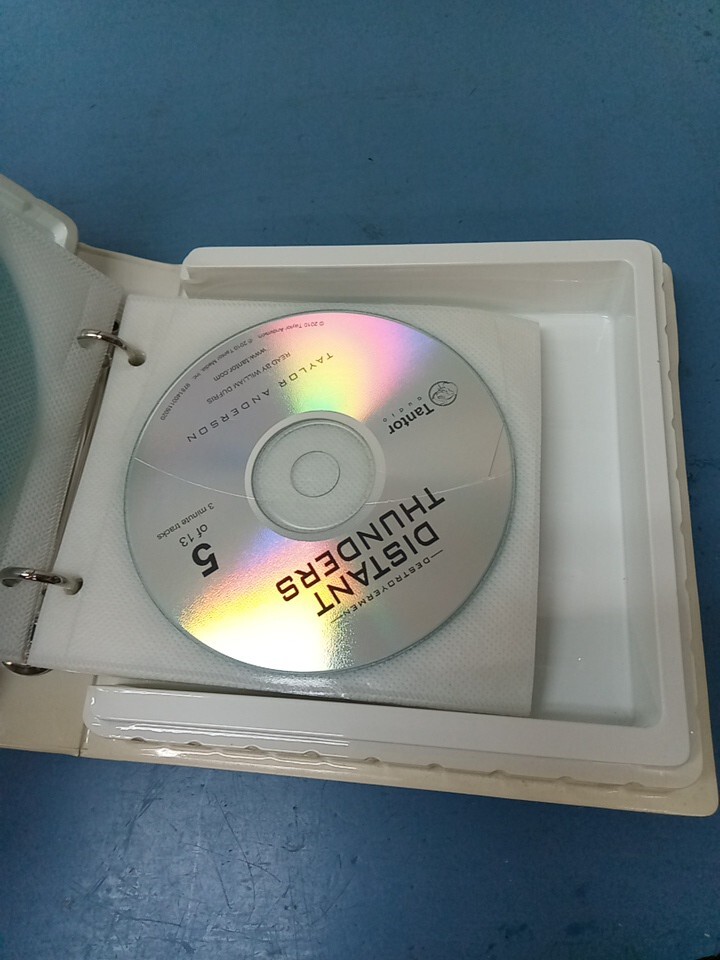 DESTROYERMEN
DISTANT
THUNDERS
5
of 13
3 minute tracks
Tantor
audio
TAYLOR ANDERSON
READ BY WILLIAM DUFRIS
www.tantor.com
© 2010 Taylor Anderson ℗ 2010 Tantor Media, Inc.